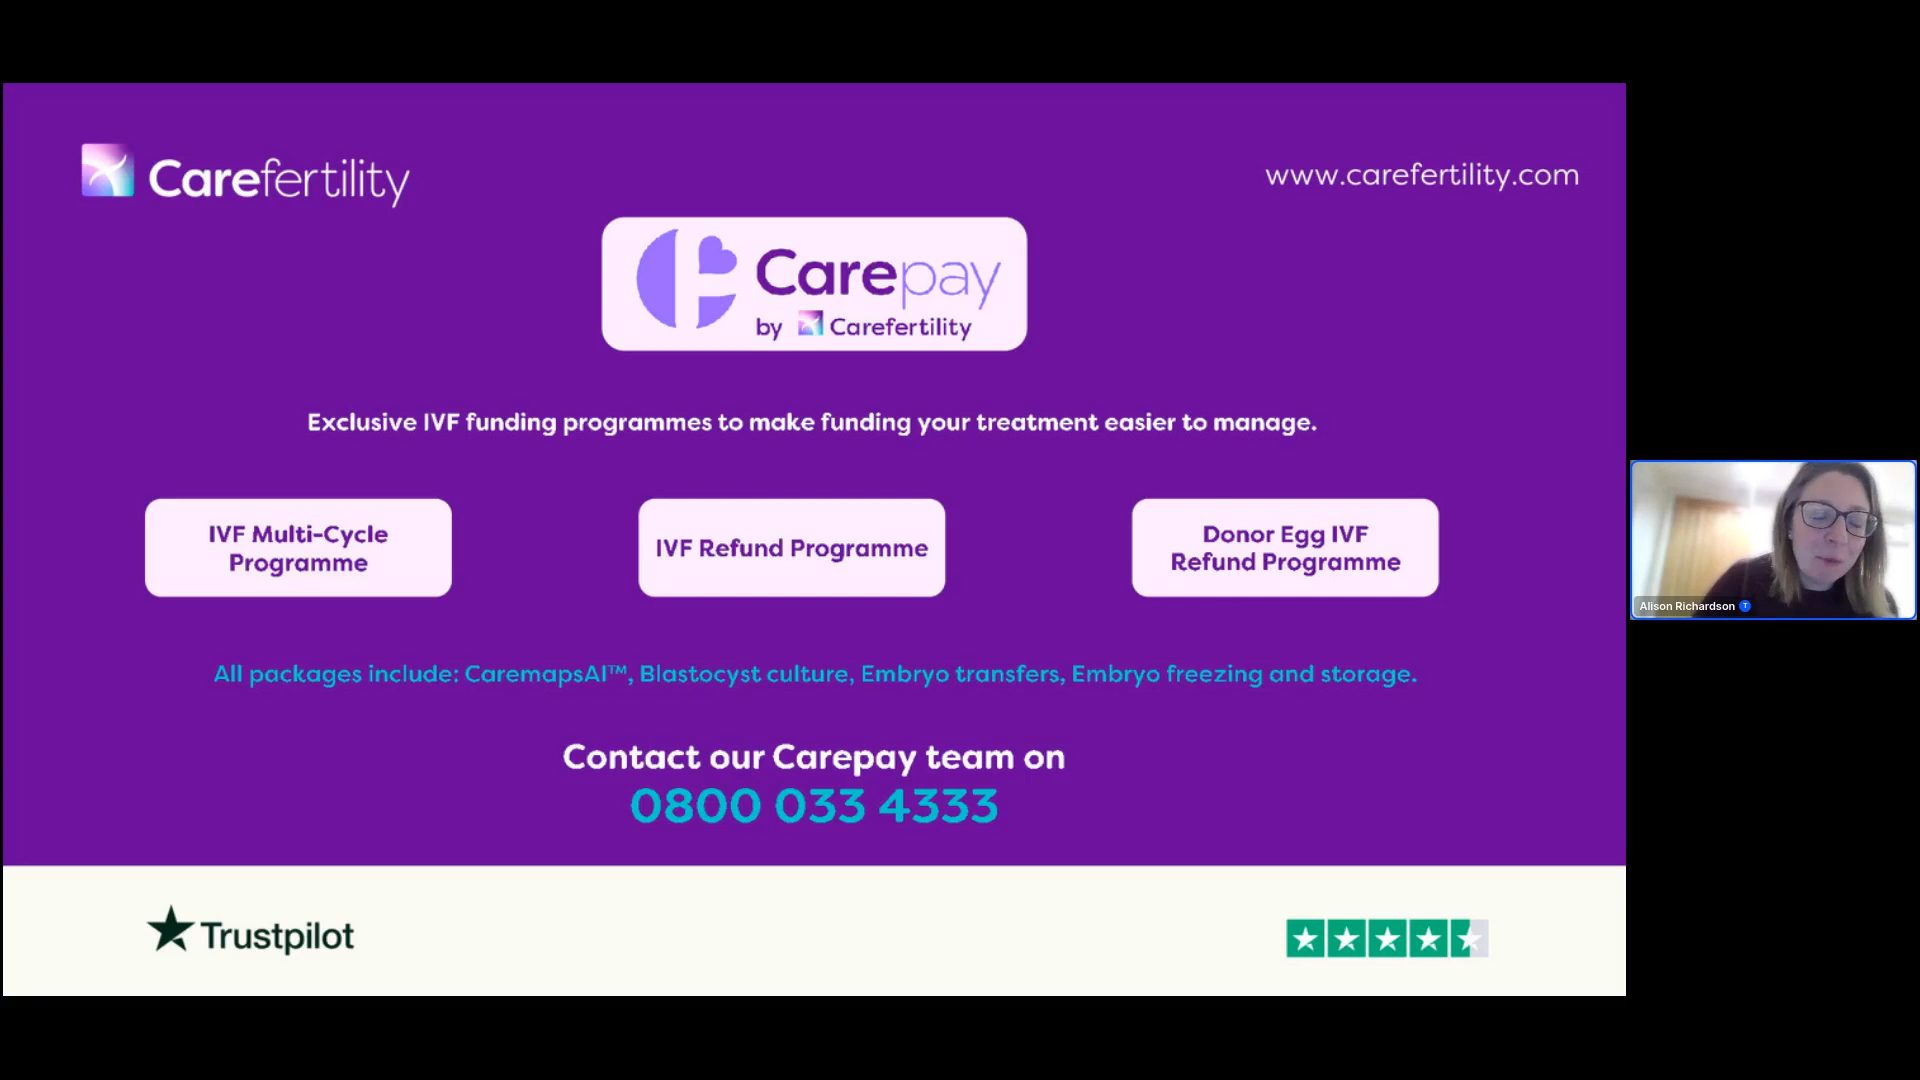 Carefertility
www.carefertility.com
Carepay
by Carefertility
Exclusive IVF funding programmes to make funding your treatment easier to manage.
IVF Multi-Cycle
Programme
IVF Refund Programme
Donor Egg IVF
Refund Programme
All packages include: CaremapsAI™, Blastocyst culture, Embryo transfers, Embryo freezing and storage.
Contact our Carepay team on
0800 033 4333
Trustpilot
Alison Richardson T